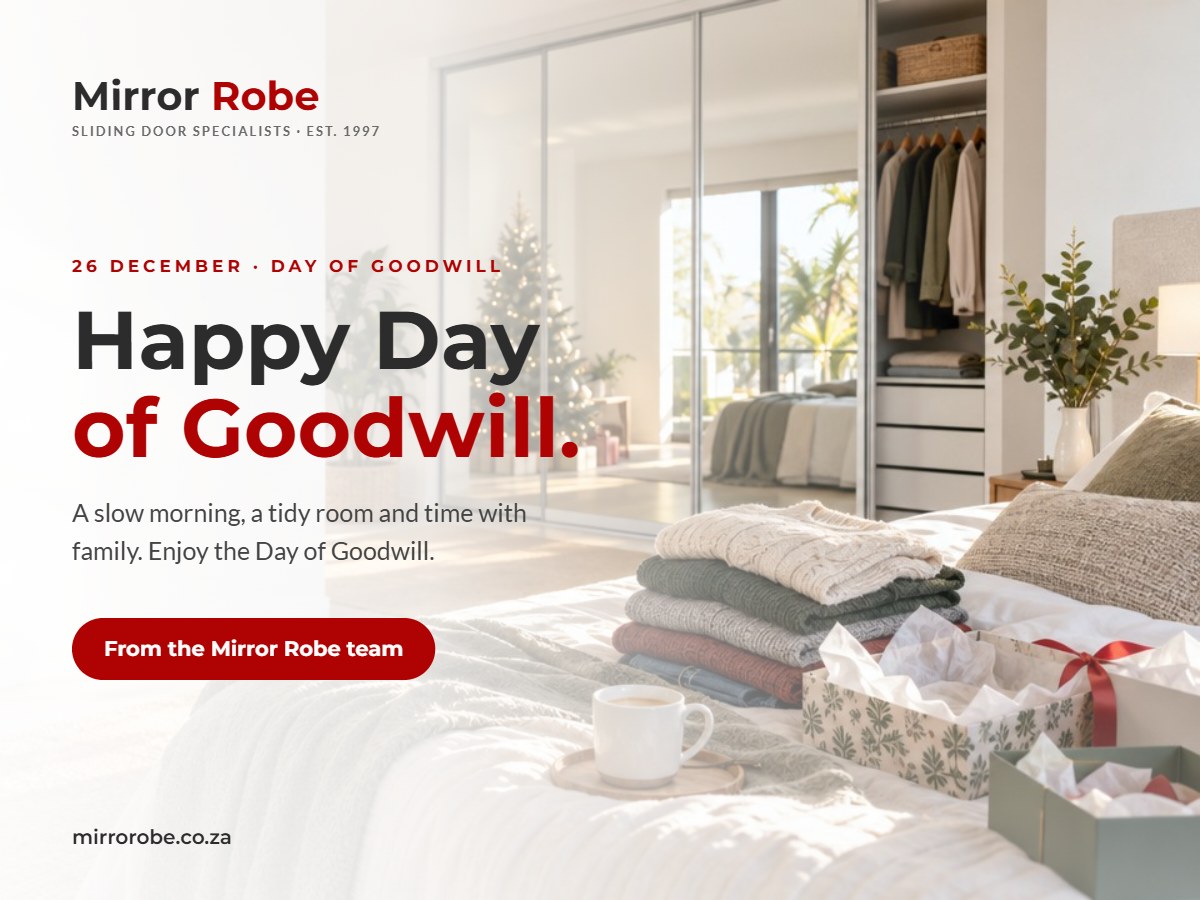 Mirror Robe
SLIDING DOOR SPECIALISTS · EST. 1997
26 DECEMBER · DAY OF GOODWILL
Happy Day
of Goodwill.
A slow morning, a tidy room and time with
family. Enjoy the Day of Goodwill.
From the Mirror Robe team
mirrorobe.co.za